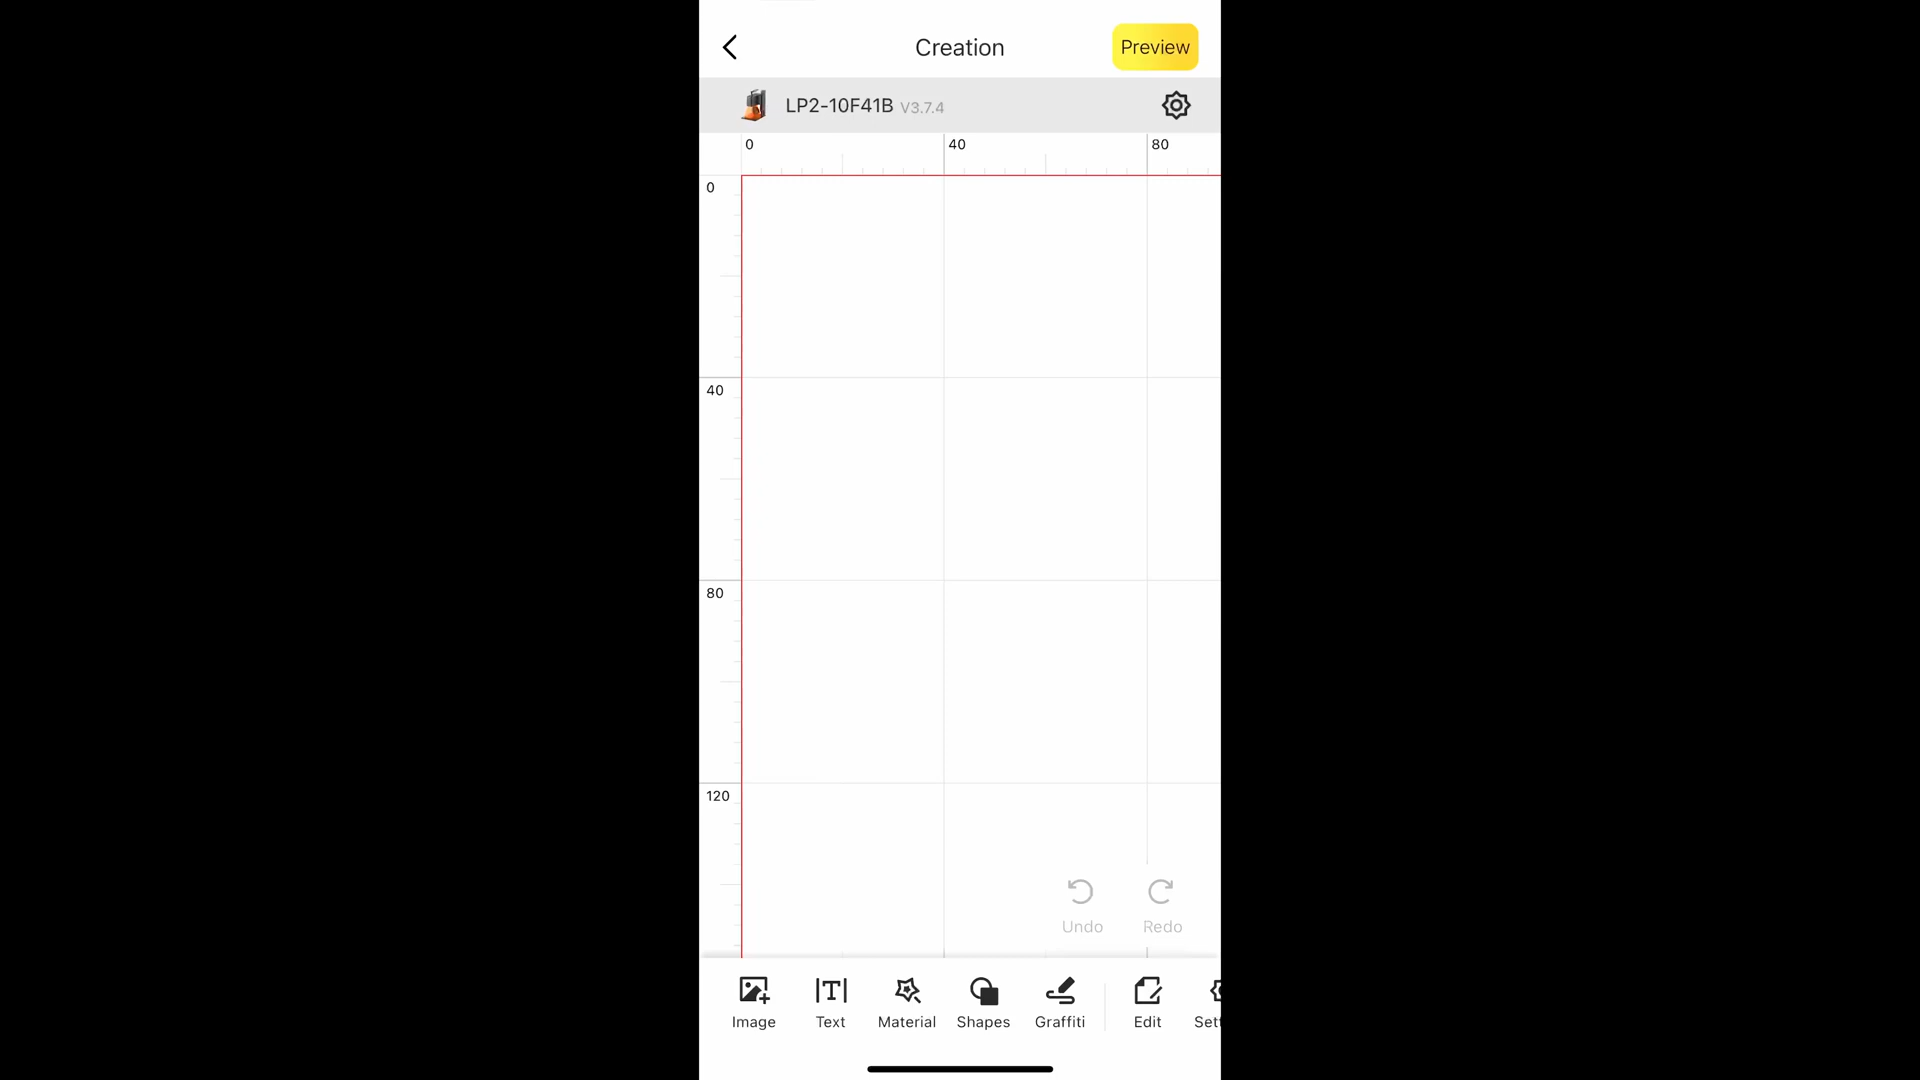 Creation
Preview
LP2-10F41B V3.7.4
0 40 80
0
40
80
120
Undo Redo
Image Text Material Shapes Graffiti Edit Sett